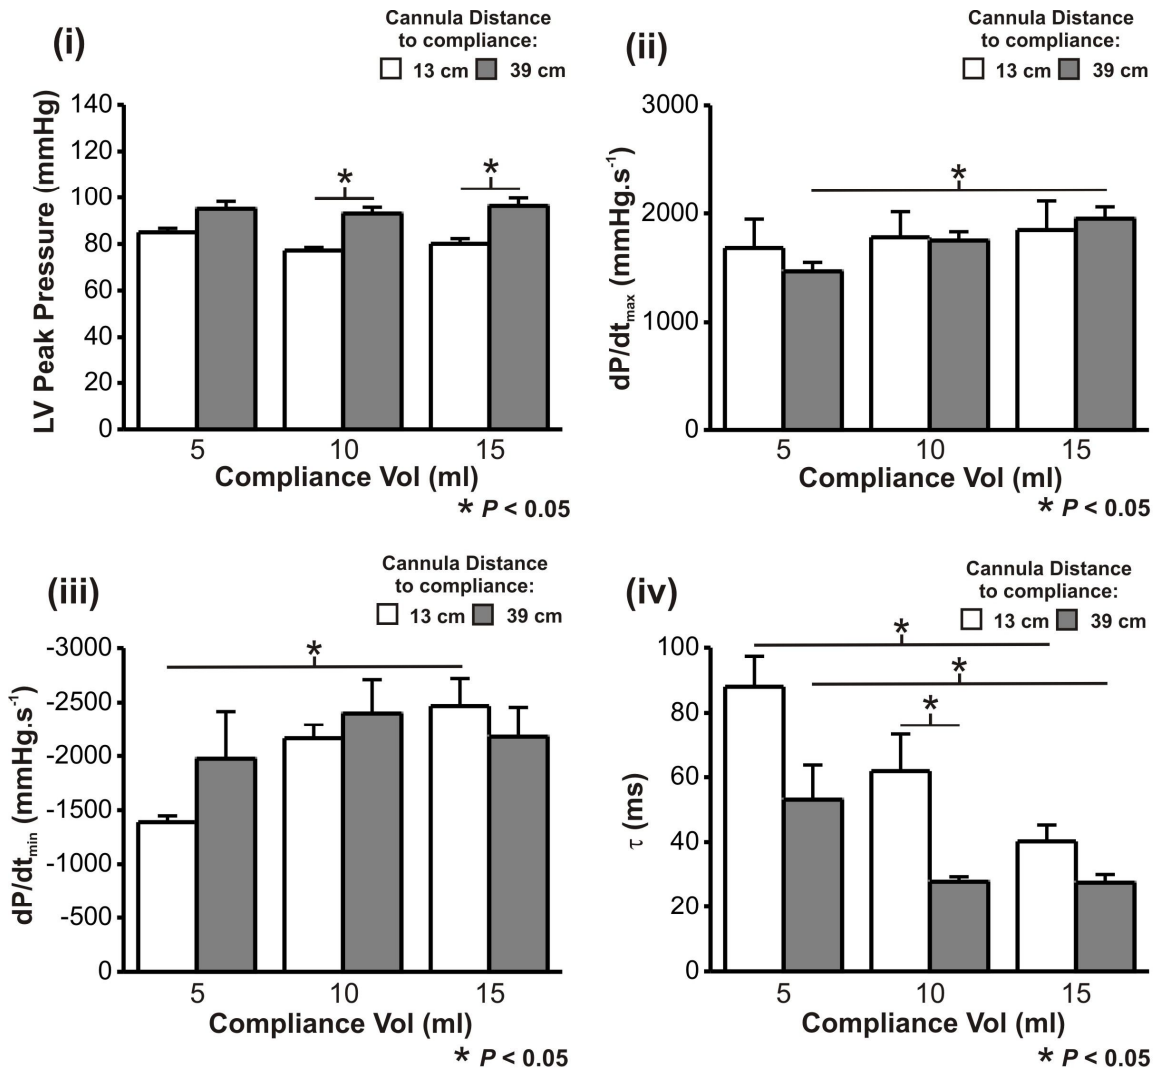 (i)
Cannula Distance
to compliance:
13 cm 39 cm
LV Peak Pressure (mmHg)
140
120
100
80
60
40
20
0
*
*
5 10 15
Compliance Vol (ml)
* P < 0.05
(ii)
Cannula Distance
to compliance:
13 cm 39 cm
dP/dtmax (mmHg.s-1)
3000
2000
1000
0
*
5 10 15
Compliance Vol (ml)
* P < 0.05
(iii)
Cannula Distance
to compliance:
13 cm 39 cm
dP/dtmin (mmHg.s-1)
-3000
-2500
-2000
-1500
-1000
-500
0
*
5 10 15
Compliance Vol (ml)
* P < 0.05
(iv)
Cannula Distance
to compliance:
13 cm 39 cm
τ (ms)
100
80
60
40
20
0
*
*
*
5 10 15
Compliance Vol (ml)
* P < 0.05